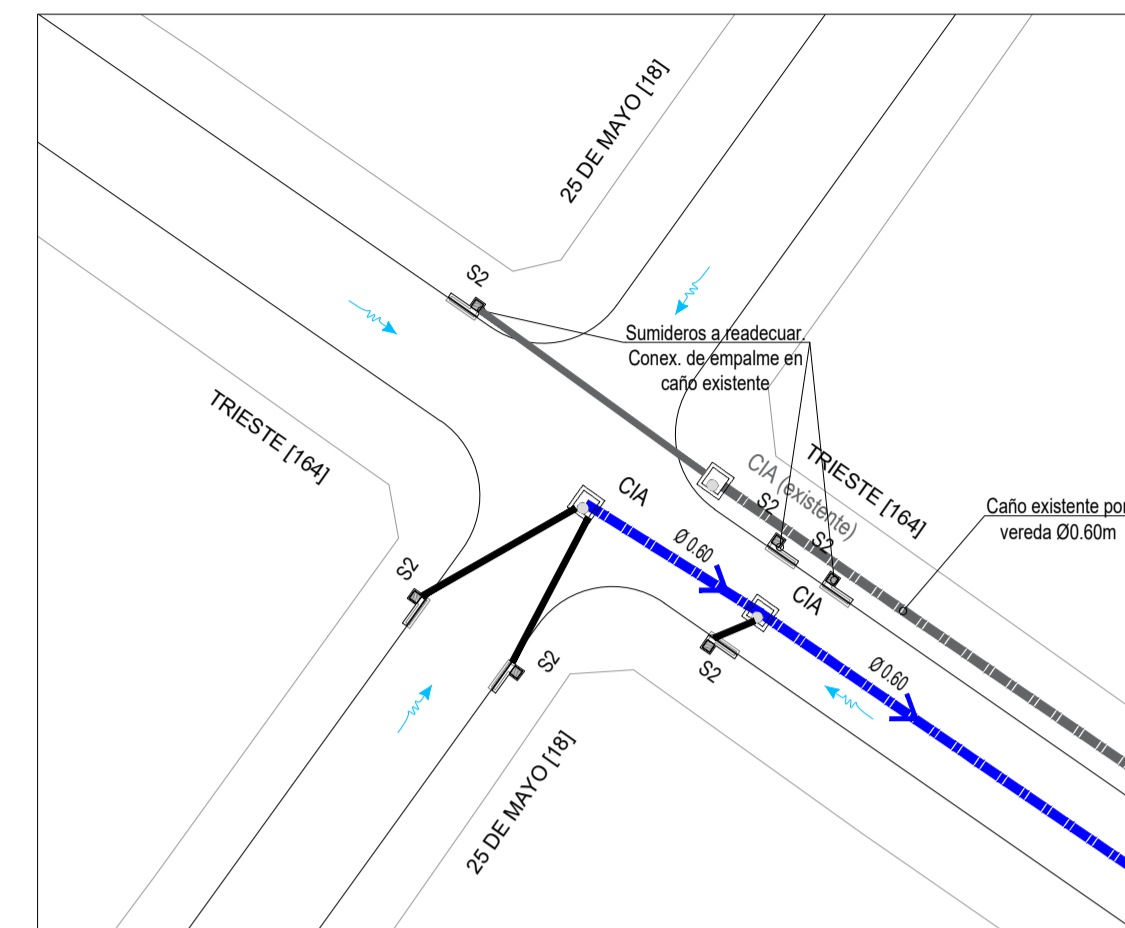 25 DE MAYO [18]
S2
Sumideros a readecuar.
Conex. de empalme en
caño existente
TRIESTE [164]
TRIESTE [164]
CIA (existente)
CIA
S2
S2
Caño existente por
vereda Ø0.60m
Ø 0.60
S2
CIA
S2
S2
Ø 0.60
25 DE MAYO [18]